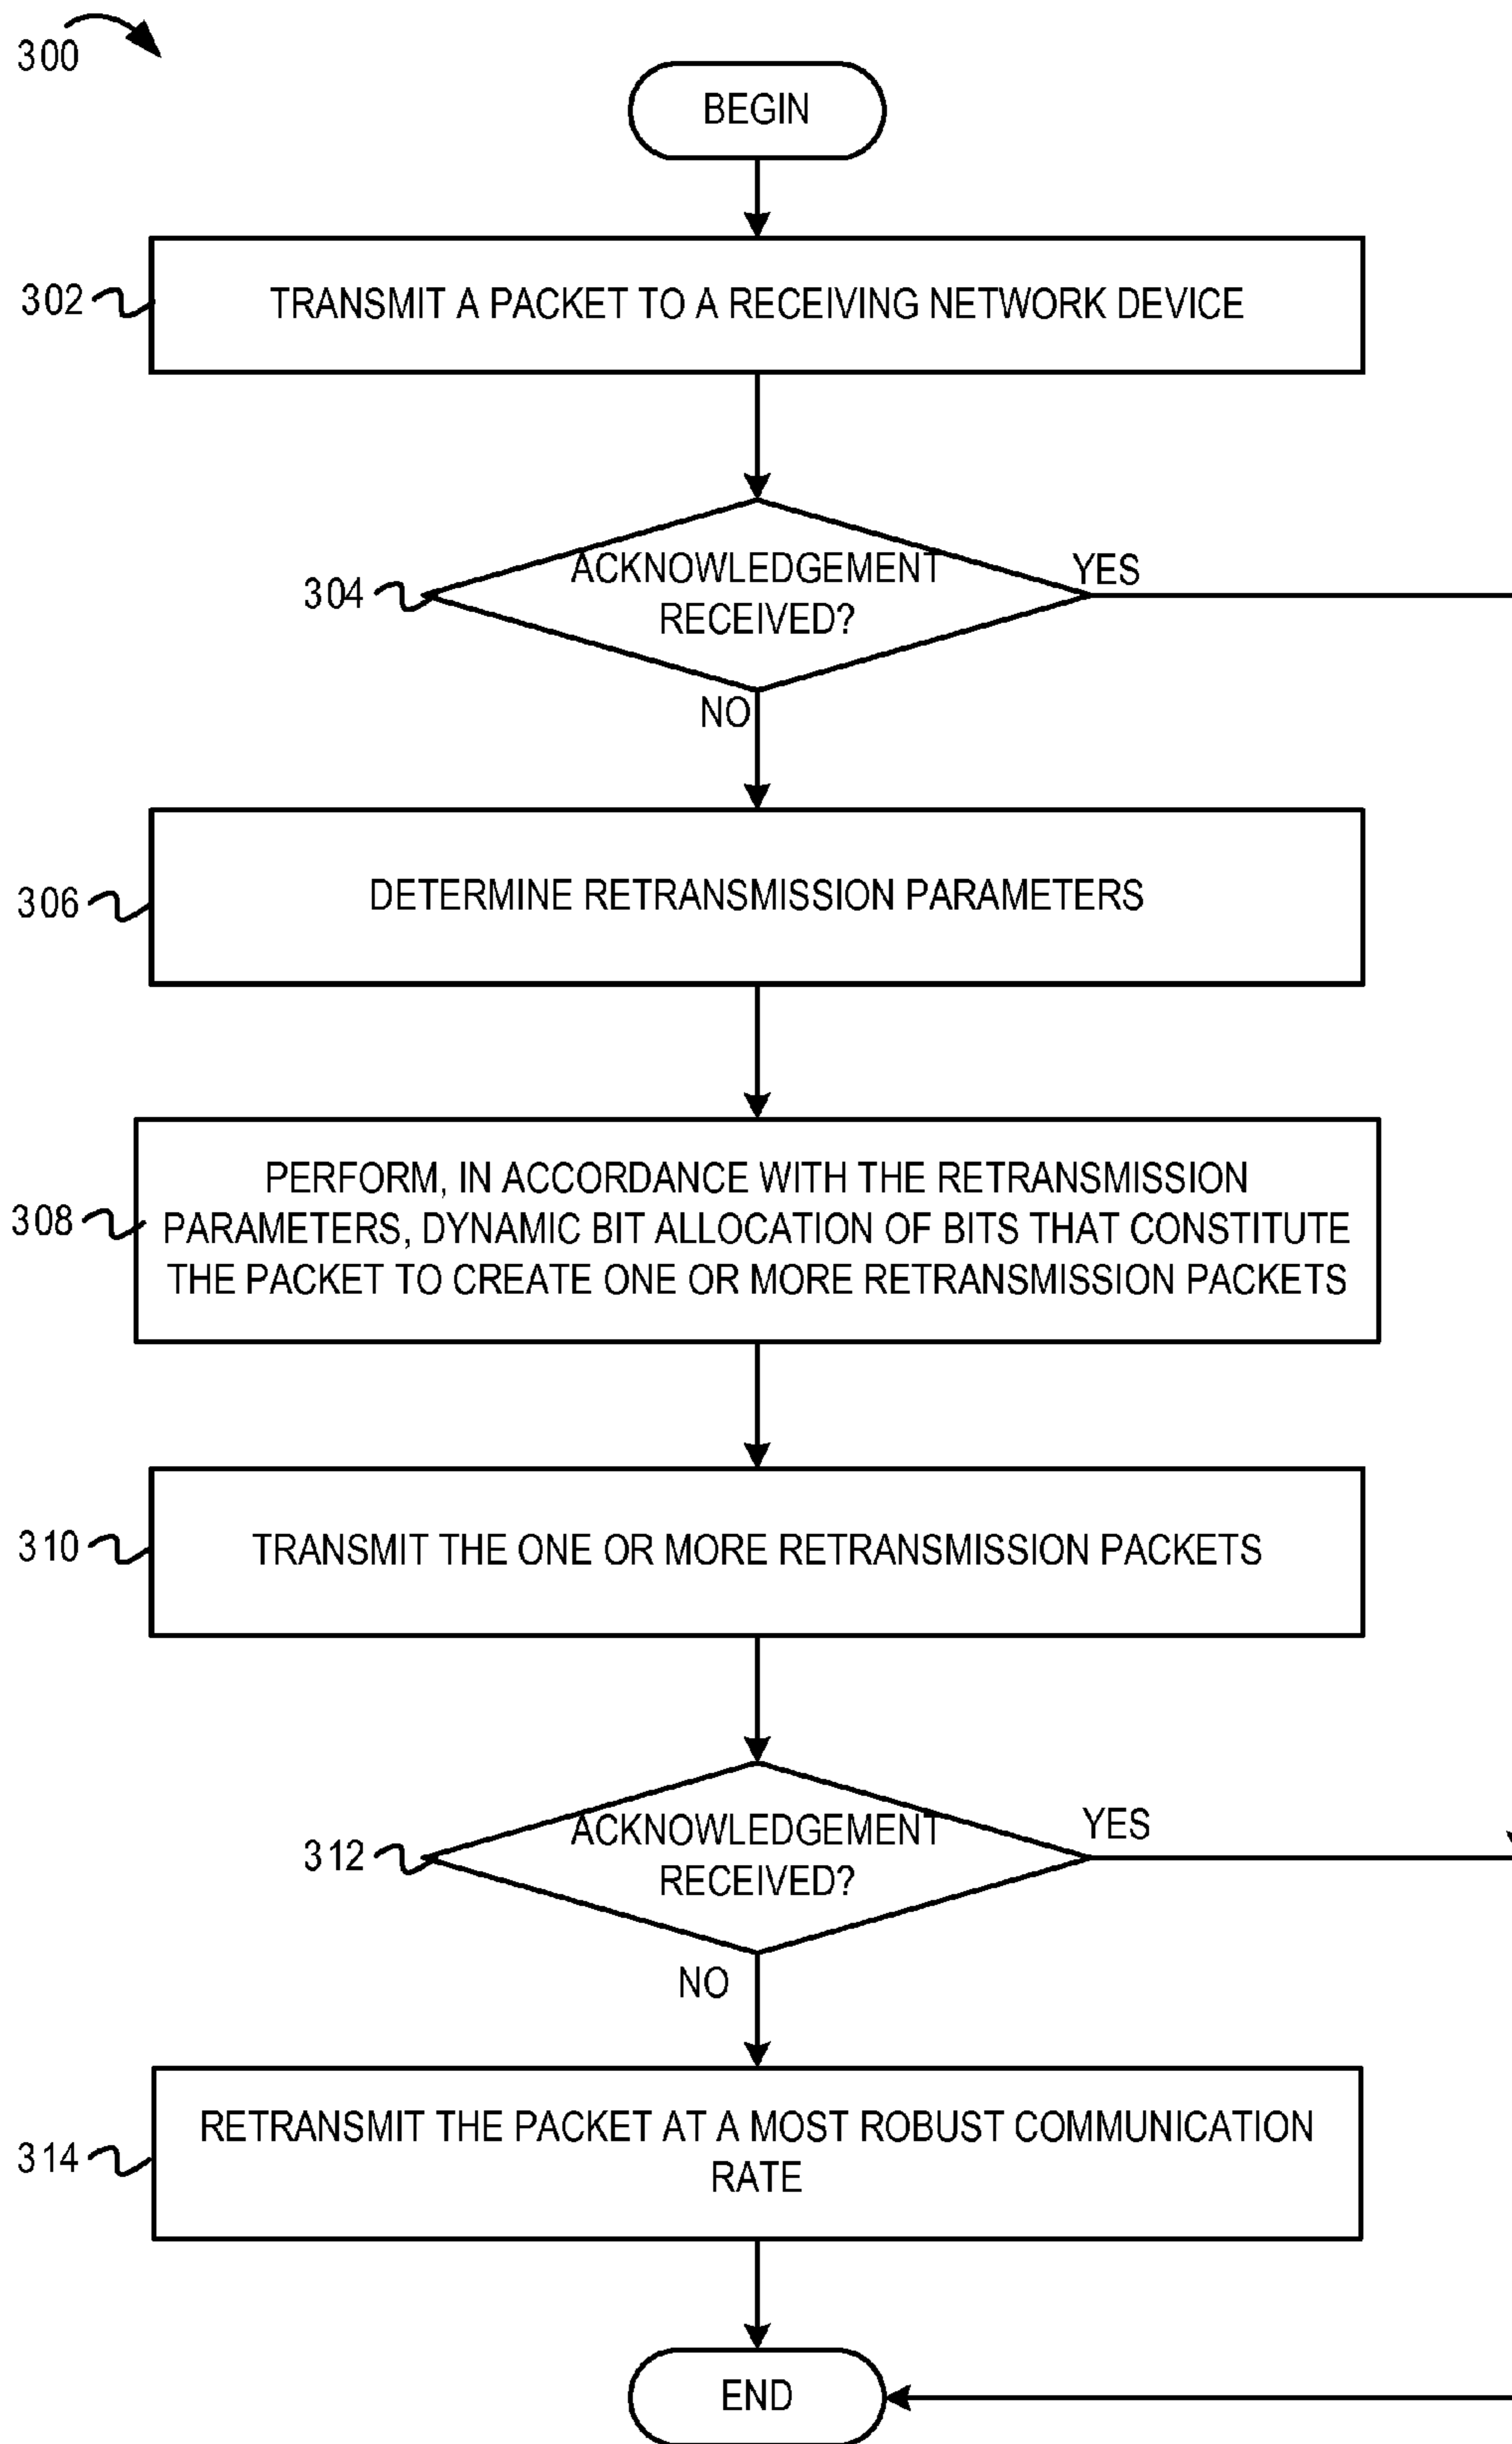 300
BEGIN
302
TRANSMIT A PACKET TO A RECEIVING NETWORK DEVICE
304
ACKNOWLEDGEMENT
RECEIVED?
YES
NO
306
DETERMINE RETRANSMISSION PARAMETERS
308
PERFORM, IN ACCORDANCE WITH THE RETRANSMISSION
PARAMETERS, DYNAMIC BIT ALLOCATION OF BITS THAT CONSTITUTE
THE PACKET TO CREATE ONE OR MORE RETRANSMISSION PACKETS
310
TRANSMIT THE ONE OR MORE RETRANSMISSION PACKETS
312
ACKNOWLEDGEMENT
RECEIVED?
YES
NO
314
RETRANSMIT THE PACKET AT A MOST ROBUST COMMUNICATION
RATE
END